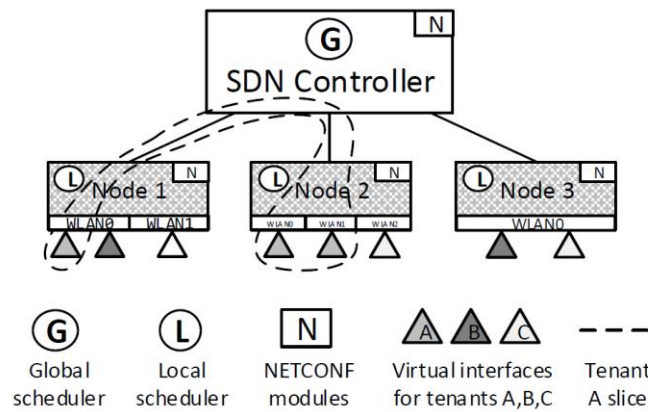 G
N
SDN Controller
L
Node 1
N
WLAN0
WLAN1
L
Node 2
N
WLAN0
WLAN1
WLAN2
L
Node 3
N
WLAN0
G
L
N
A
B
C
Global
scheduler
Local
scheduler
NETCONF
modules
Virtual interfaces
for tenants A,B,C
Tenant
A slice